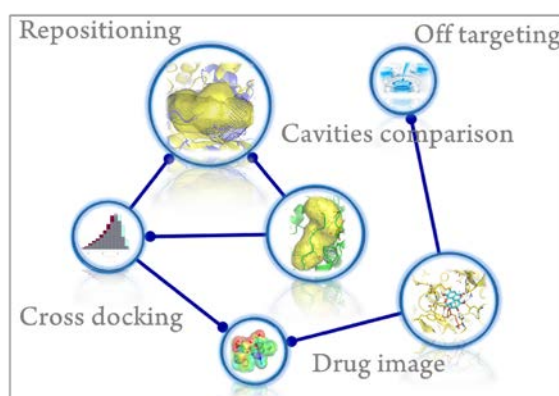 Repositioning
Off targeting
Cavities comparison
Cross docking
Drug image